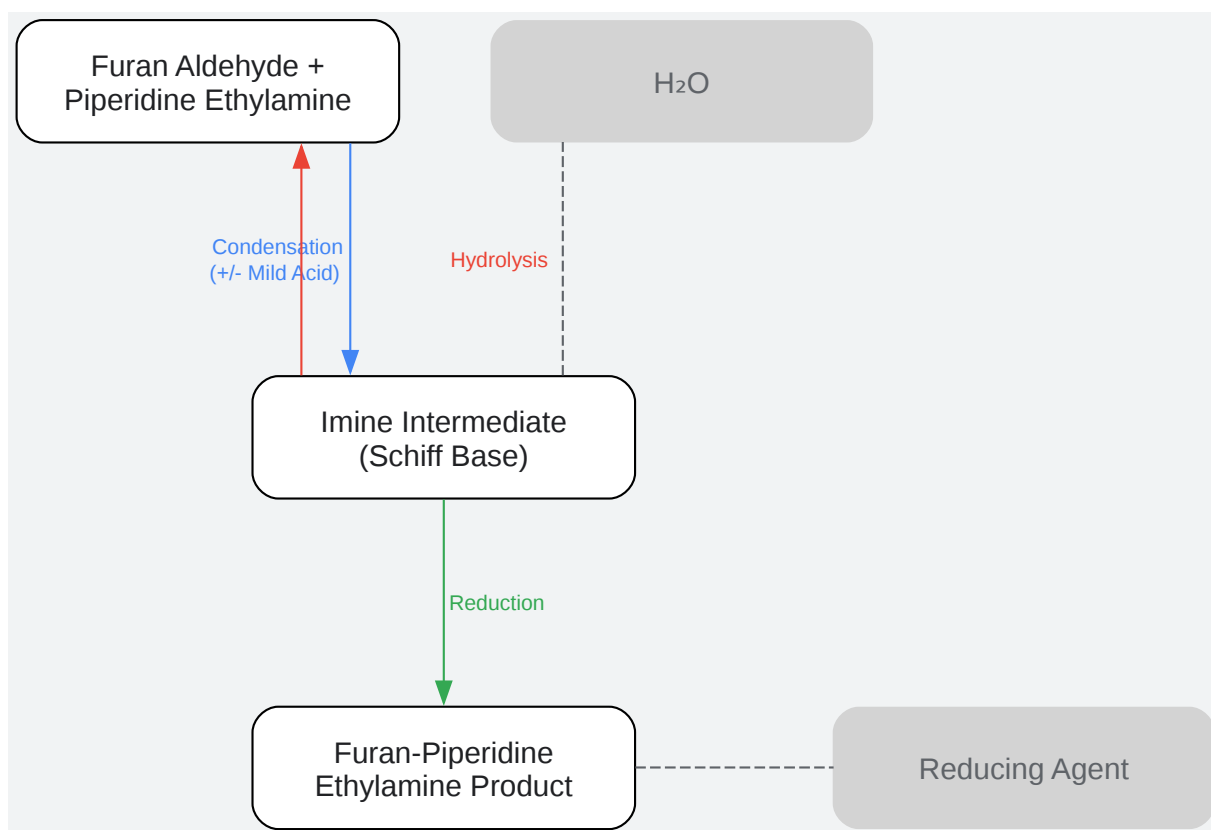 Furan Aldehyde +
Piperidine Ethylamine
H₂O
Condensation
(+/- Mild Acid)
Hydrolysis
Imine Intermediate
(Schiff Base)
Reduction
Furan-Piperidine
Ethylamine Product
Reducing Agent